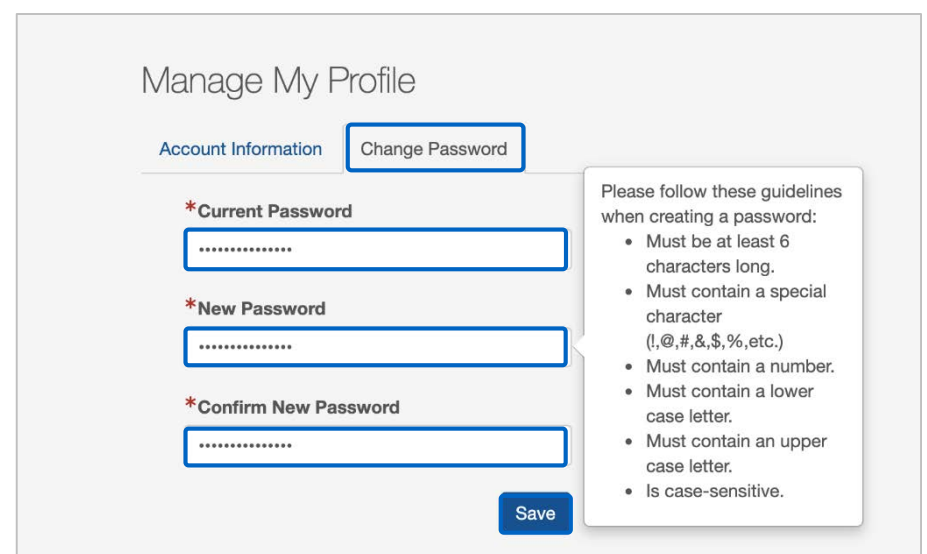 Manage My Profile
Account Information
Change Password
*Current Password
•••••••••••••••
*New Password
•••••••••••••••
*Confirm New Password
•••••••••••••••
Save
Please follow these guidelines
when creating a password:
• Must be at least 6
characters long.
• Must contain a special
character
(!,@,#,&,$,%,etc.)
• Must contain a number.
• Must contain a lower
case letter.
• Must contain an upper
case letter.
• Is case-sensitive.